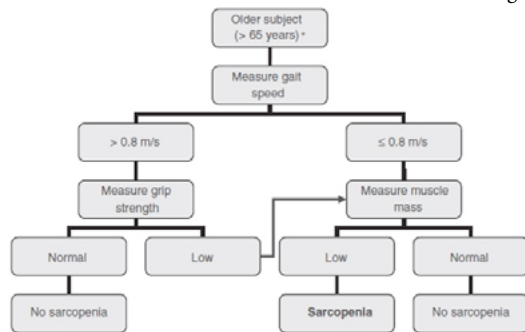 Older subject
(> 65 years)*
Measure gait
speed
> 0.8 m/s
≤ 0.8 m/s
Measure grip
strength
Measure muscle
mass
Normal
Low
Low
Normal
No sarcopenia
Sarcopenia
No sarcopenia